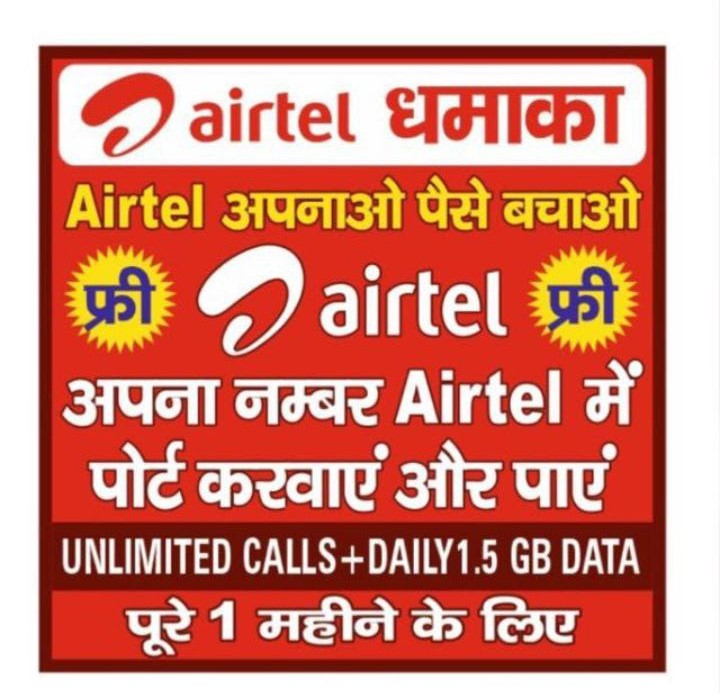 airtel धमाका
Airtel अपनाओ पैसे बचाओ
फ्री airtel फ्री
अपना नम्बर Airtel में
पोर्ट करवाएं और पाएं
UNLIMITED CALLS+DAILY1.5 GB DATA
पूरे 1 महीने के लिए